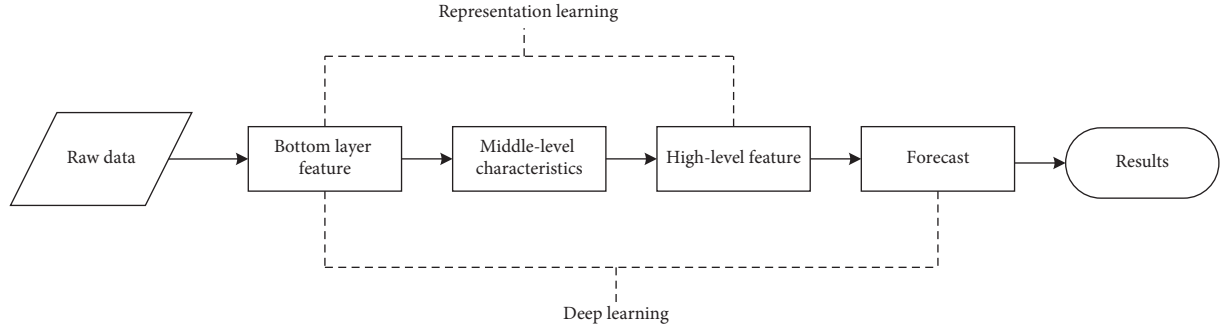 Representation learning
Raw data
Bottom layer
feature
Middle-level
characteristics
High-level feature
Forecast
Results
Deep learning